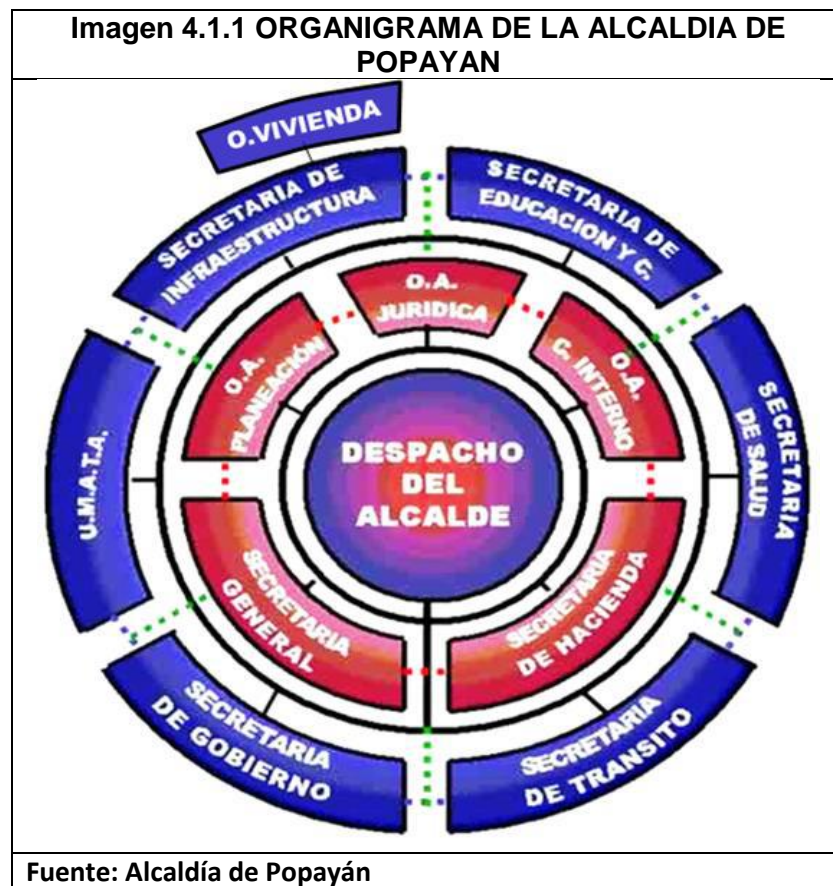 Imagen 4.1.1 ORGANIGRAMA DE LA ALCALDIA DE
POPAYAN
O.VIVIENDA
SECRETARIA DE
INFRAESTRUCTURA
SECRETARIA DE
EDUCACION Y C.
O.A.
JURIDICA
O.A.
PLANEACIÓN
O.A.
C. INTERNO
U.M.A.T.A.
DESPACHO
DEL
ALCALDE
SECRETARIA
DE SALUD
SECRETARIA
GENERAL
SECRETARIA
DE HACIENDA
SECRETARIA
DE GOBIERNO
SECRETARIA
DE TRANSITO
Fuente: Alcaldía de Popayán